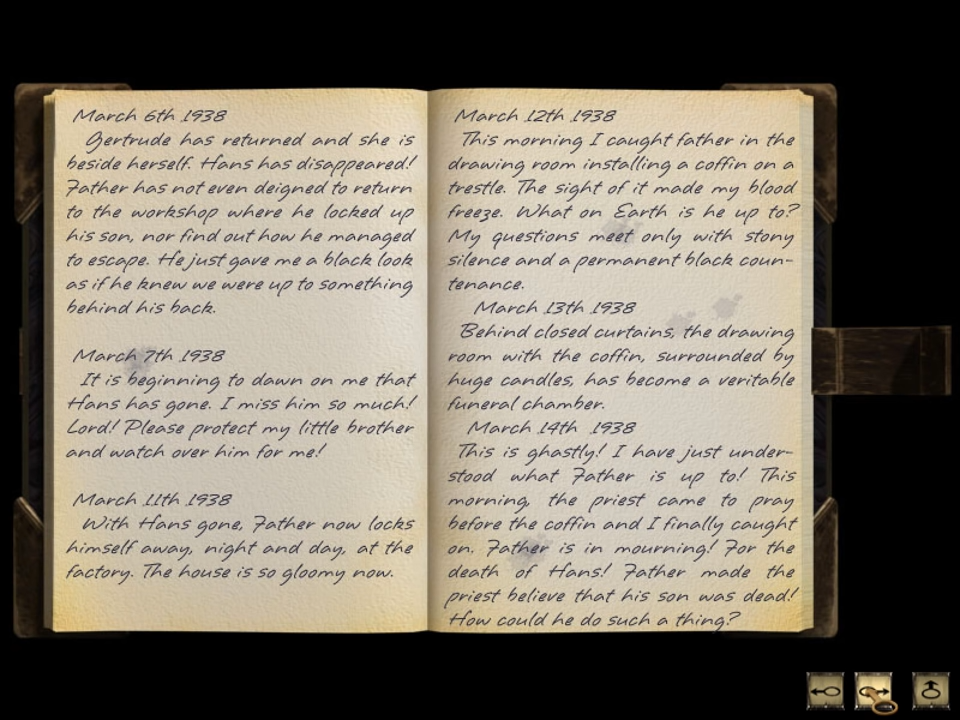 March 6th 1938
Gertrude has returned and she is
beside herself. Hans has disappeared!
Father has not even deigned to return
to the workshop where he locked up
his son, nor find out how he managed
to escape. He just gave me a black look
as if he knew we were up to something
behind his back.
March 7th 1938
It is beginning to dawn on me that
Hans has gone. I miss him so much!
Lord! Please protect my little brother
and watch over him for me!
March 11th 1938
With Hans gone, Father now locks
himself away, night and day, at the
factory. The house is so gloomy now.
March 12th 1938
This morning I caught father in the
drawing room installing a coffin on a
trestle. The sight of it made my blood
freeze. What on Earth is he up to?
My questions meet only with stony
silence and a permanent black coun-
tenance.
March 13th 1938
Behind closed curtains, the drawing
room with the coffin, surrounded by
huge candles, has become a veritable
funeral chamber.
March 14th 1938
This is ghastly! I have just under-
stood what Father is up to! This
morning, the priest came to pray
before the coffin and I finally caught
on. Father is in mourning! For the
death of Hans! Father made the
priest believe that his son was dead!
How could he do such a thing?